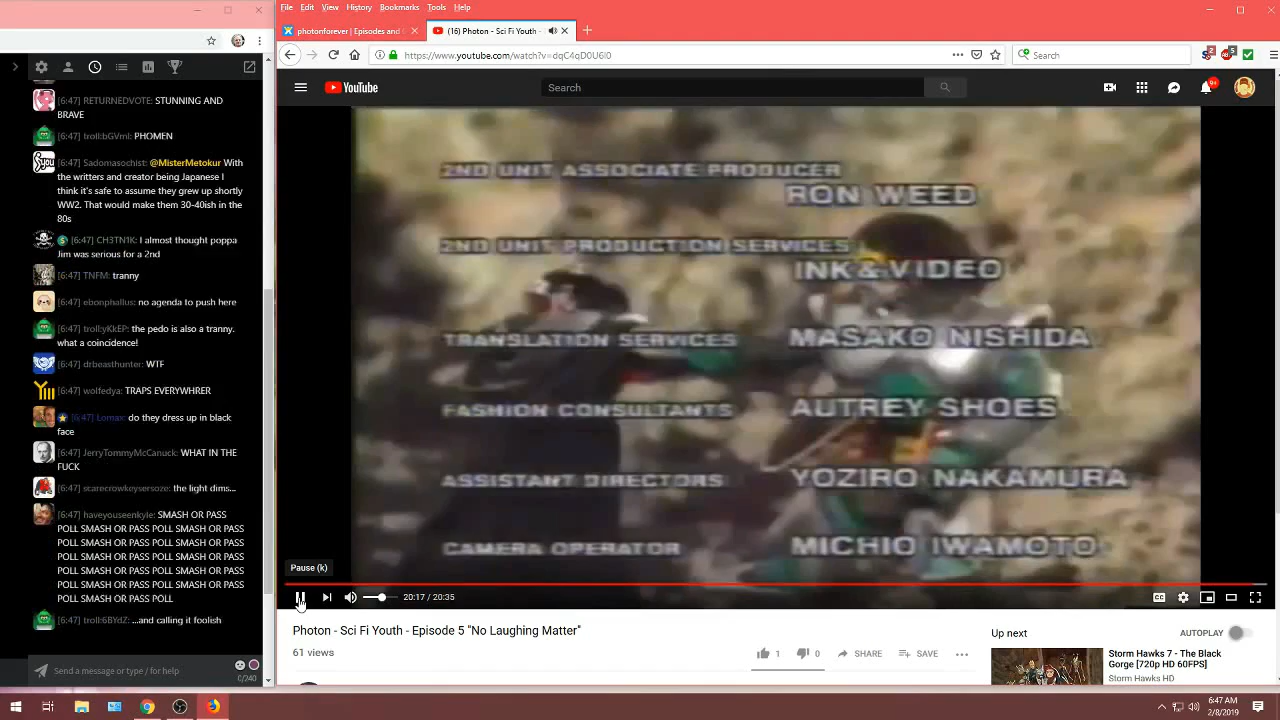 File Edit View History Bookmarks Tools Help
photonforever | Episodes and
(16) Photon - Sci Fi Youth -
https://www.youtube.com/watch?v=dqC4qD0U6I0
Search
2
5
YouTube
Search
9+
[6:47] RETURNEDVOTE: STUNNING AND
BRAVE
[6:47] troll:bGVml: PHOMEN
[6:47] Sadomasochist: @MisterMetokur With
the writters and creator being Japanese I
think it's safe to assume they grew up shortly
WW2. That would make them 30-40ish in the
80s
[6:47] CH3TN1K: I almost thought poppa
Jim was serious for a 2nd
[6:47] TNFM: tranny
[6:47] ebonphallus: no agenda to push here
[6:47] troll:yKkEP: the pedo is also a tranny.
what a coincidence!
[6:47] drbeasthunter: WTF
[6:47] wolfedya: TRAPS EVERYWHRER
[6:47] Lomax: do they dress up in black
face
[6:47] JerryTommyMcCanuck: WHAT IN THE
FUCK
[6:47] scarecrowkeysersoze: the light dims...
[6:47] haveyouseenkyle: SMASH OR PASS
POLL SMASH OR PASS POLL SMASH OR PASS
POLL SMASH OR PASS POLL SMASH OR PASS
POLL SMASH OR PASS POLL SMASH OR PASS
POLL SMASH OR PASS POLL SMASH OR PASS
POLL SMASH OR PASS POLL SMASH OR PASS
POLL SMASH OR PASS POLL
[6:47] troll:6BYdZ: ...and calling it foolish
Send a message or type / for help
0/240
2ND UNIT ASSOCIATE PRODUCER
RON WEED
2ND UNIT PRODUCTION SERVICES
INK & VIDEO
TRANSLATION SERVICES MASAKO NISHIDA
FASHION CONSULTANTS AUTREY SHOES
ASSISTANT DIRECTORS YOZIRO NAKAMURA
CAMERA OPERATOR MICHIO IWAMOTO
Pause (k)
20:17 / 20:35
Photon - Sci Fi Youth - Episode 5 "No Laughing Matter"
61 views
1 0 SHARE SAVE
Up next AUTOPLAY
Storm Hawks 7 - The Black
Gorge [720p HD 60FPS]
Storm Hawks HD
6:47 AM
2/8/2019